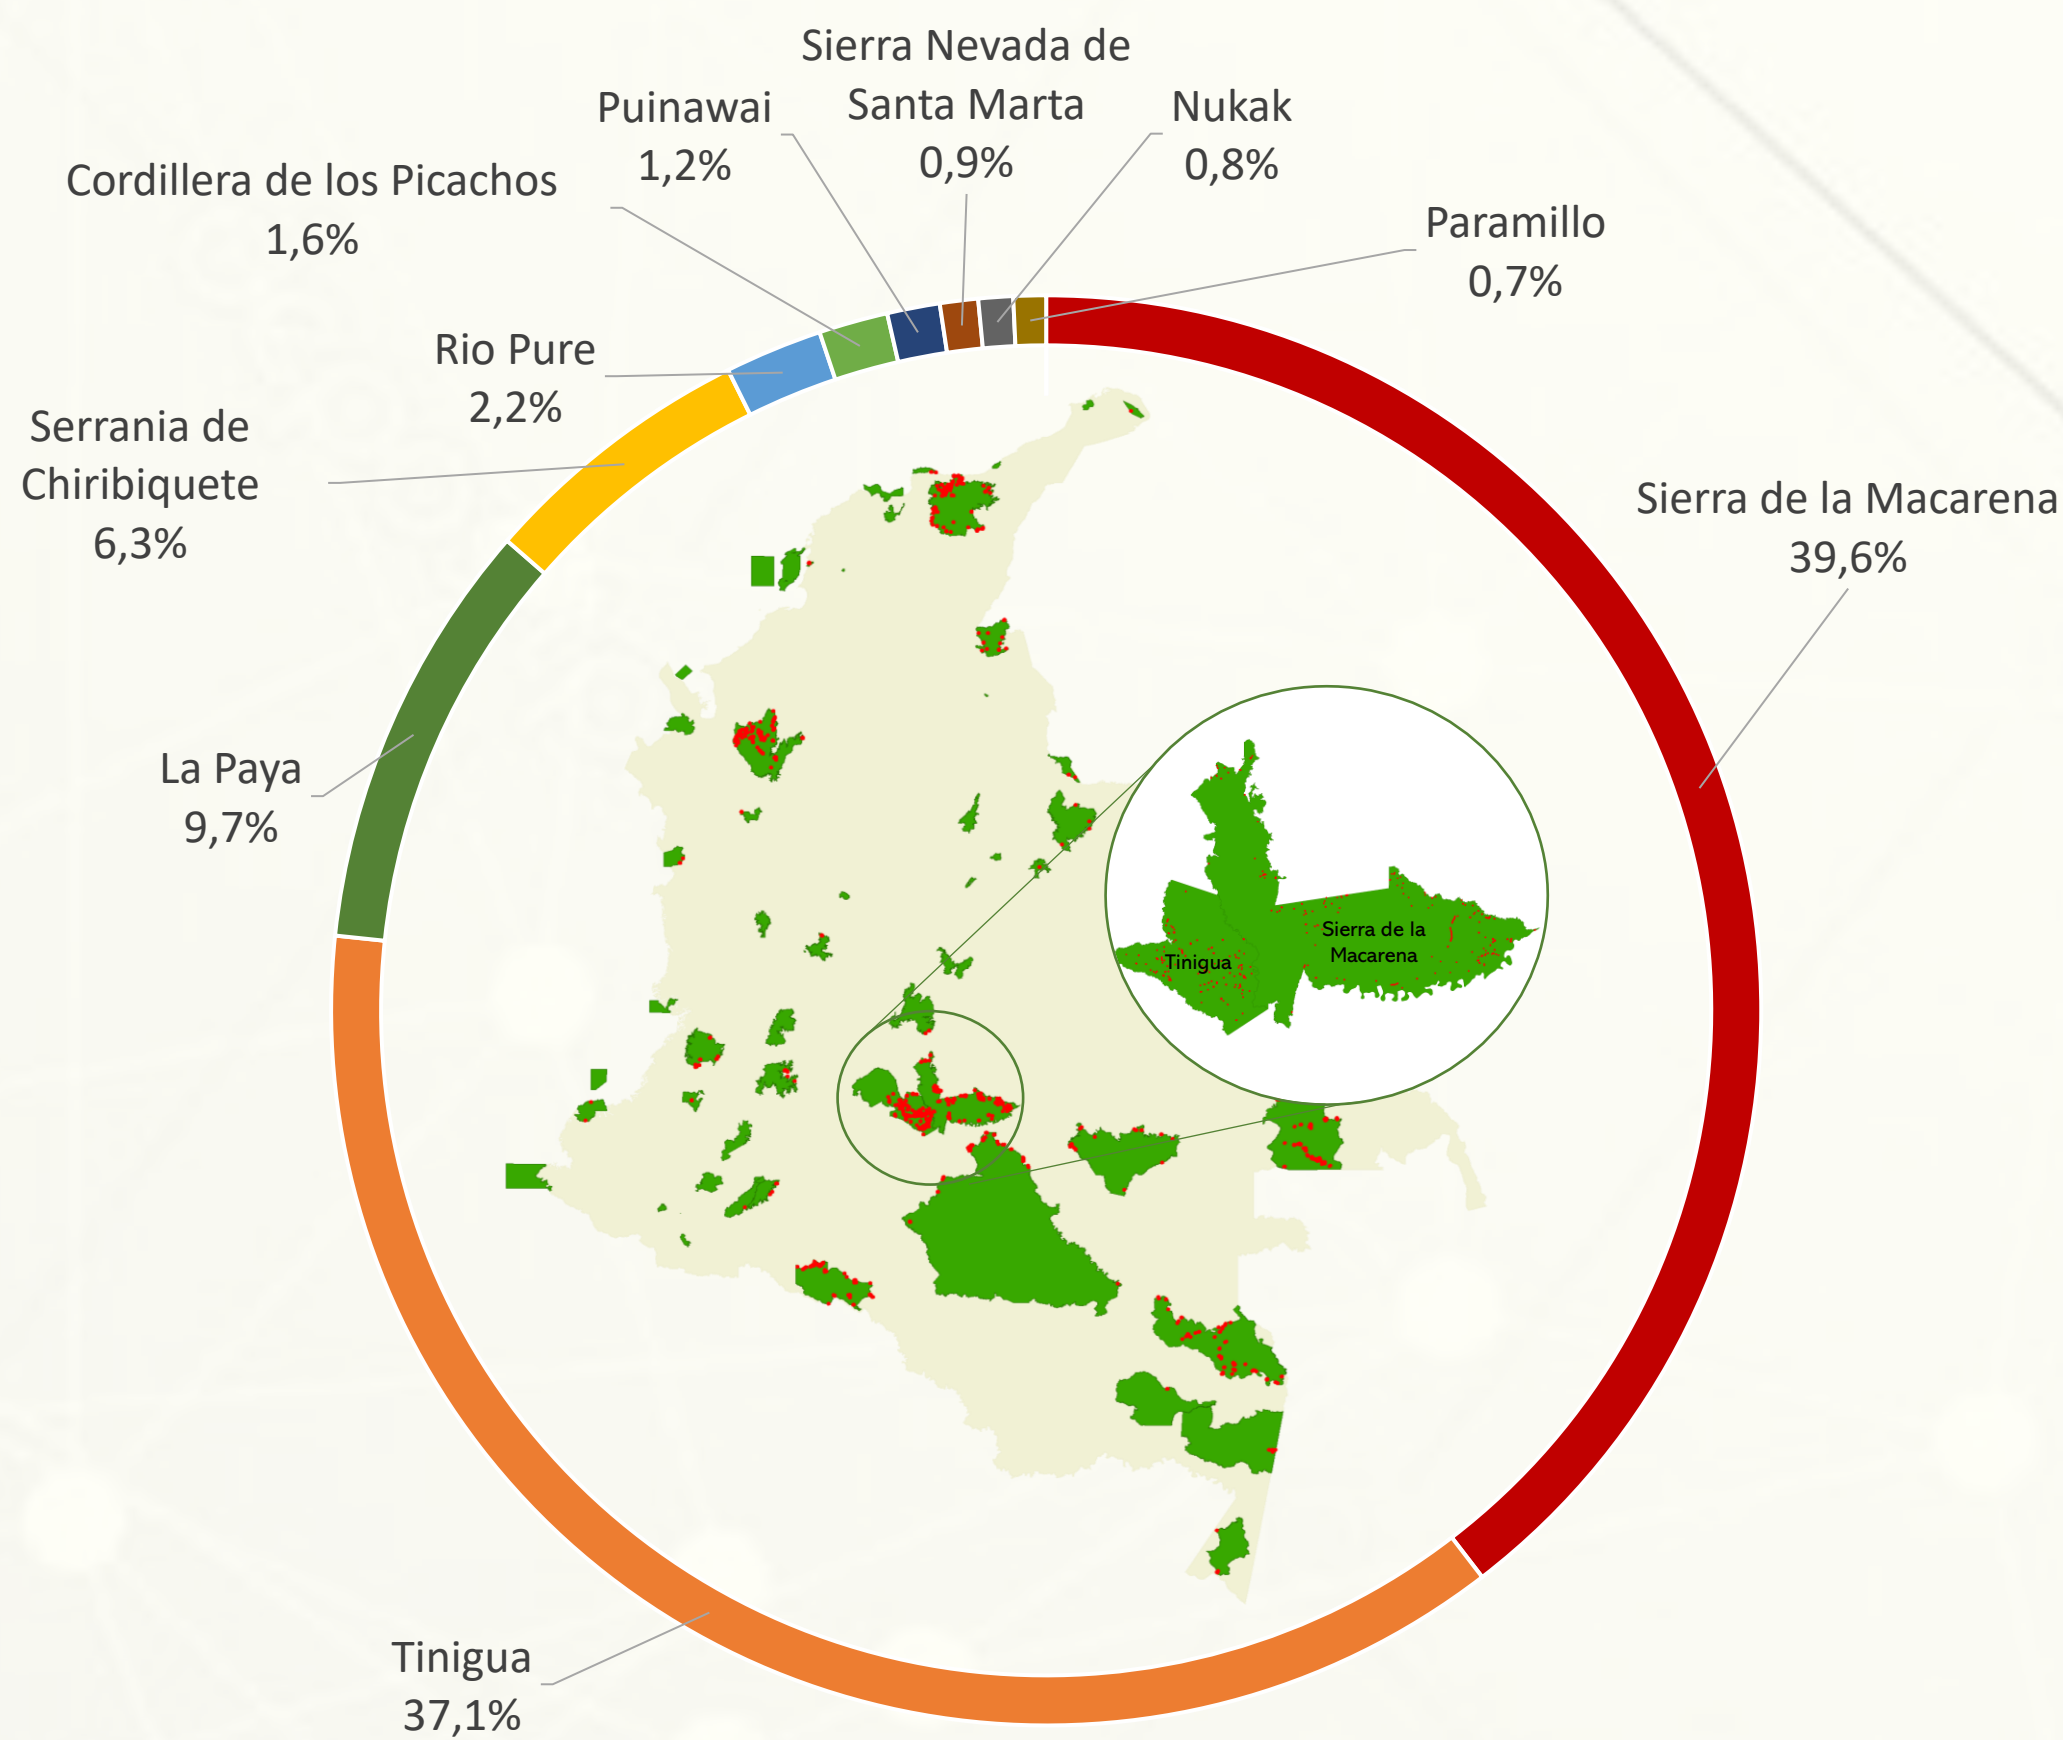 Sierra Nevada de
Santa Marta
0,9%
Puinawai
1,2%
Nukak
0,8%
Cordillera de los Picachos
1,6%
Paramillo
0,7%
Rio Pure
2,2%
Serrania de
Chiribiquete
6,3%
Sierra de la Macarena
39,6%
La Paya
9,7%
Sierra de la
Macarena
Tinigua
Tinigua
37,1%